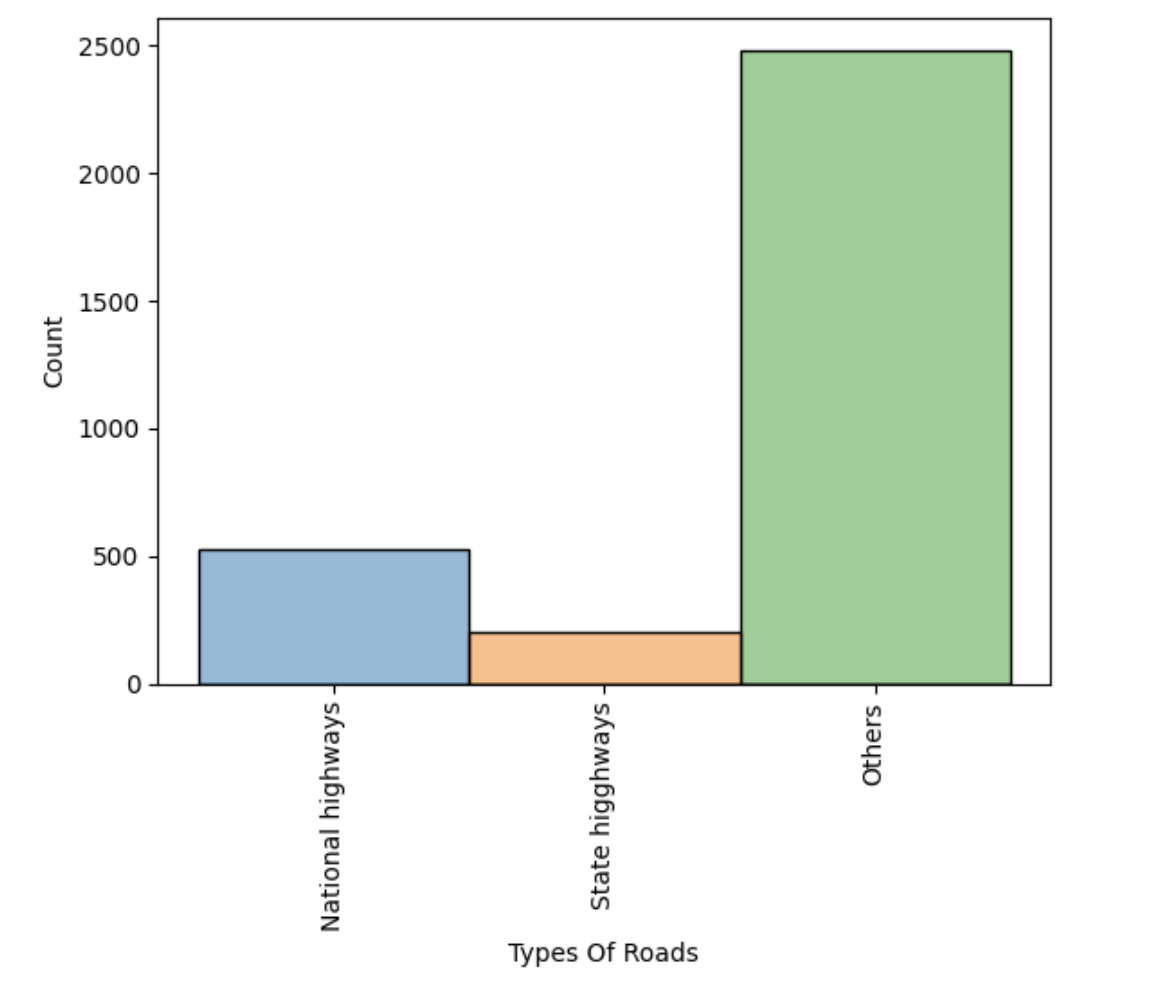 2500
2000
1500
1000
500
0
Count
National highways
State higghways
Others
Types Of Roads